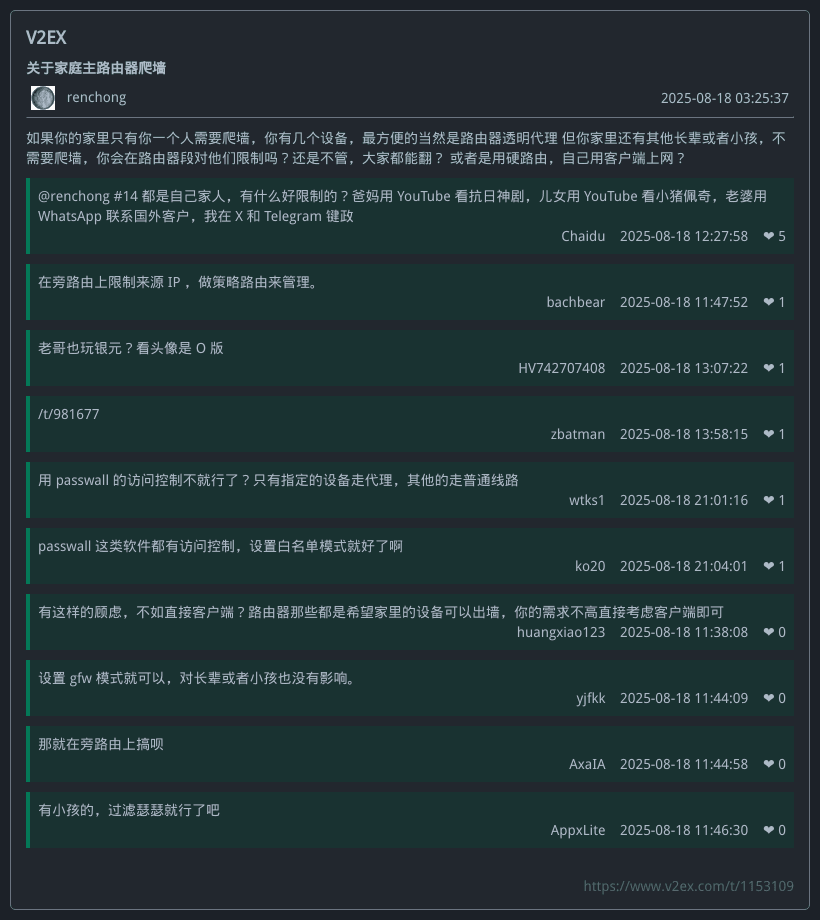 V2EX
关于家庭主路由器爬墙
renchong 2025-08-18 03:25:37
如果你的家里只有你一个人需要爬墙，你有几个设备，最方便的当然是路由器透明代理 但你家里还有其他长辈或者小孩，不
需要爬墙，你会在路由器段对他们限制吗？还是不管，大家都能翻？ 或者是用硬路由，自己用客户端上网？
@renchong #14 都是自己家人，有什么好限制的？爸妈用 YouTube 看抗日神剧，儿女用 YouTube 看小猪佩奇，老婆用
WhatsApp 联系国外客户，我在 X 和 Telegram 键政
Chaidu 2025-08-18 12:27:58 ❤ 5
在旁路由上限制来源 IP ，做策略路由来管理。
bachbear 2025-08-18 11:47:52 ❤ 1
老哥也玩银元？看头像是 O 版
HV742707408 2025-08-18 13:07:22 ❤ 1
/t/981677
zbatman 2025-08-18 13:58:15 ❤ 1
用 passwall 的访问控制不就行了？只有指定的设备走代理，其他的走普通线路
wtks1 2025-08-18 21:01:16 ❤ 1
passwall 这类软件都有访问控制，设置白名单模式就好了啊
ko20 2025-08-18 21:04:01 ❤ 1
有这样的顾虑，不如直接客户端？路由器那些都是希望家里的设备可以出墙，你的需求不高直接考虑客户端即可
huangxiao123 2025-08-18 11:38:08 ❤ 0
设置 gfw 模式就可以，对长辈或者小孩也没有影响。
yjfkk 2025-08-18 11:44:09 ❤ 0
那就在旁路由上搞呗
AxaIA 2025-08-18 11:44:58 ❤ 0
有小孩的，过滤瑟瑟就行了吧
AppxLite 2025-08-18 11:46:30 ❤ 0
https://www.v2ex.com/t/1153109